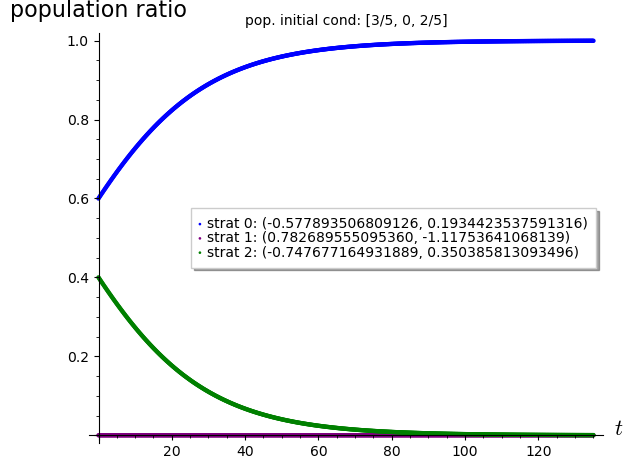 population ratio
pop. initial cond: [3/5, 0, 2/5]
1.0
0.8
0.6
strat 0: (-0.577893506809126, 0.1934423537591316)
strat 1: (0.782689555095360, -1.11753641068139)
strat 2: (-0.747677164931889, 0.350385813093496)
0.4
0.2
t
20 40 60 80 100 120